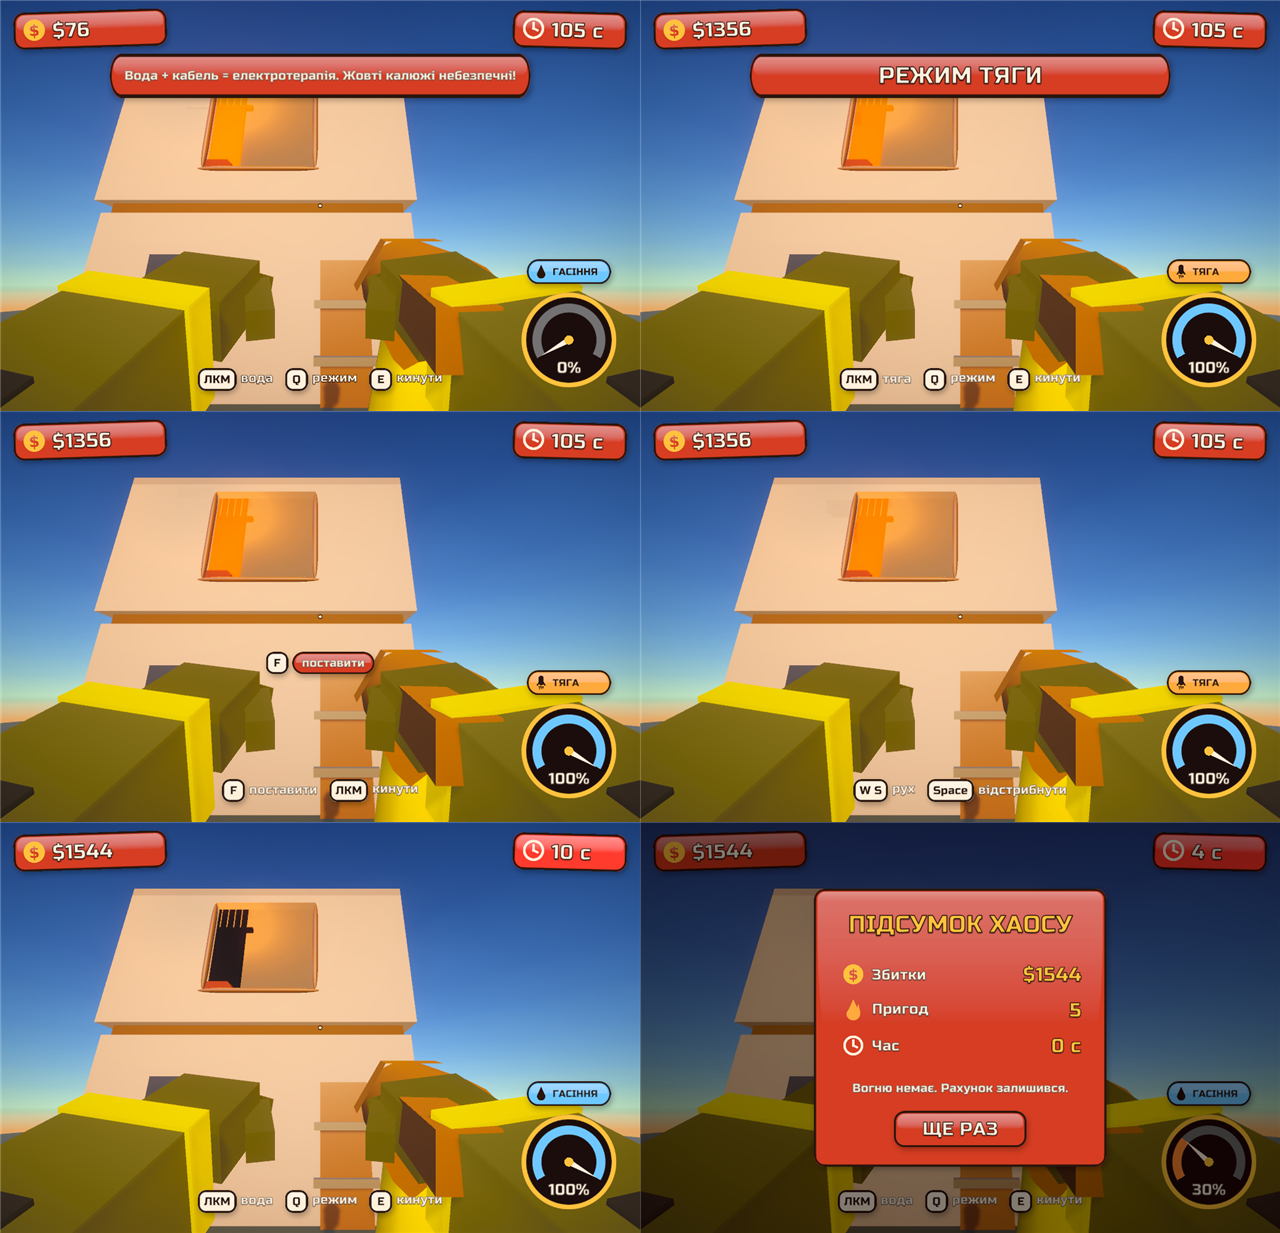 $76
105 с
Вода + кабель = електротерапія. Жовті калюжі небезпечні!
ГАСІННЯ
0%
ЛКМ вода Q режим E кинути
$1356
105 с
РЕЖИМ ТЯГИ
ТЯГА
100%
ЛКМ тяга Q режим E кинути
$1356
105 с
F поставити
ТЯГА
100%
F поставити ЛКМ кинути
$1356
105 с
ТЯГА
100%
W S рух Space відстрибнути
$1544
10 с
ГАСІННЯ
100%
ЛКМ вода Q режим E кинути
$1544
4 с
ПІДСУМОК ХАОСУ
$ Збитки $1544
Пригод 5
Час 0 с
Вогню немає. Рахунок залишився.
ЩЕ РАЗ
ГАСІННЯ
30%
ЛКМ вода Q режим E кинути